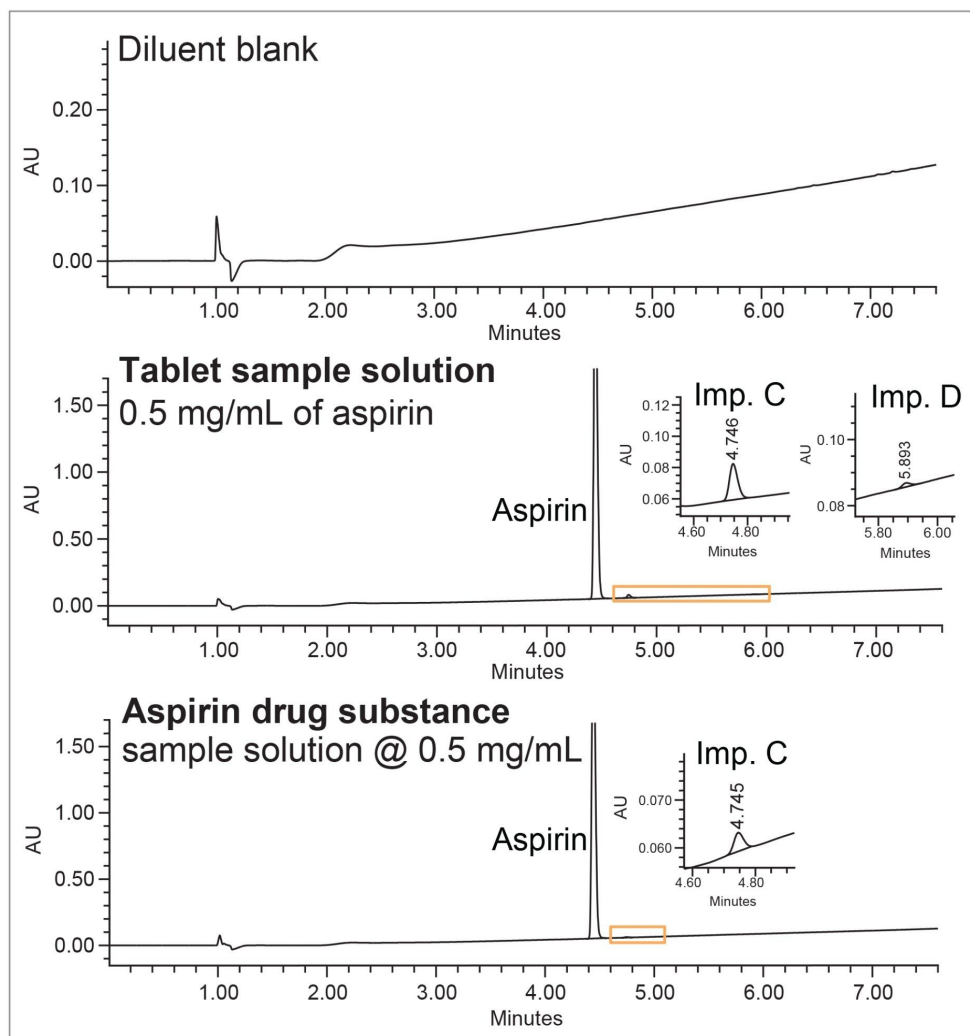 Diluent blank
AU
0.20
0.10
0.00
1.00 2.00 3.00 4.00 5.00 6.00 7.00
Minutes
Tablet sample solution
0.5 mg/mL of aspirin
AU
1.50
1.00
0.50
0.00
Aspirin
Imp. C
AU
0.12
0.10
0.08
0.06
4.746
4.60 4.80
Minutes
Imp. D
AU
0.10
0.08
5.893
5.80 6.00
Minutes
1.00 2.00 3.00 4.00 5.00 6.00 7.00
Minutes
Aspirin drug substance
sample solution @ 0.5 mg/mL
AU
1.50
1.00
0.50
0.00
Aspirin
Imp. C
AU
0.070
0.060
4.745
4.60 4.80
Minutes
1.00 2.00 3.00 4.00 5.00 6.00 7.00
Minutes